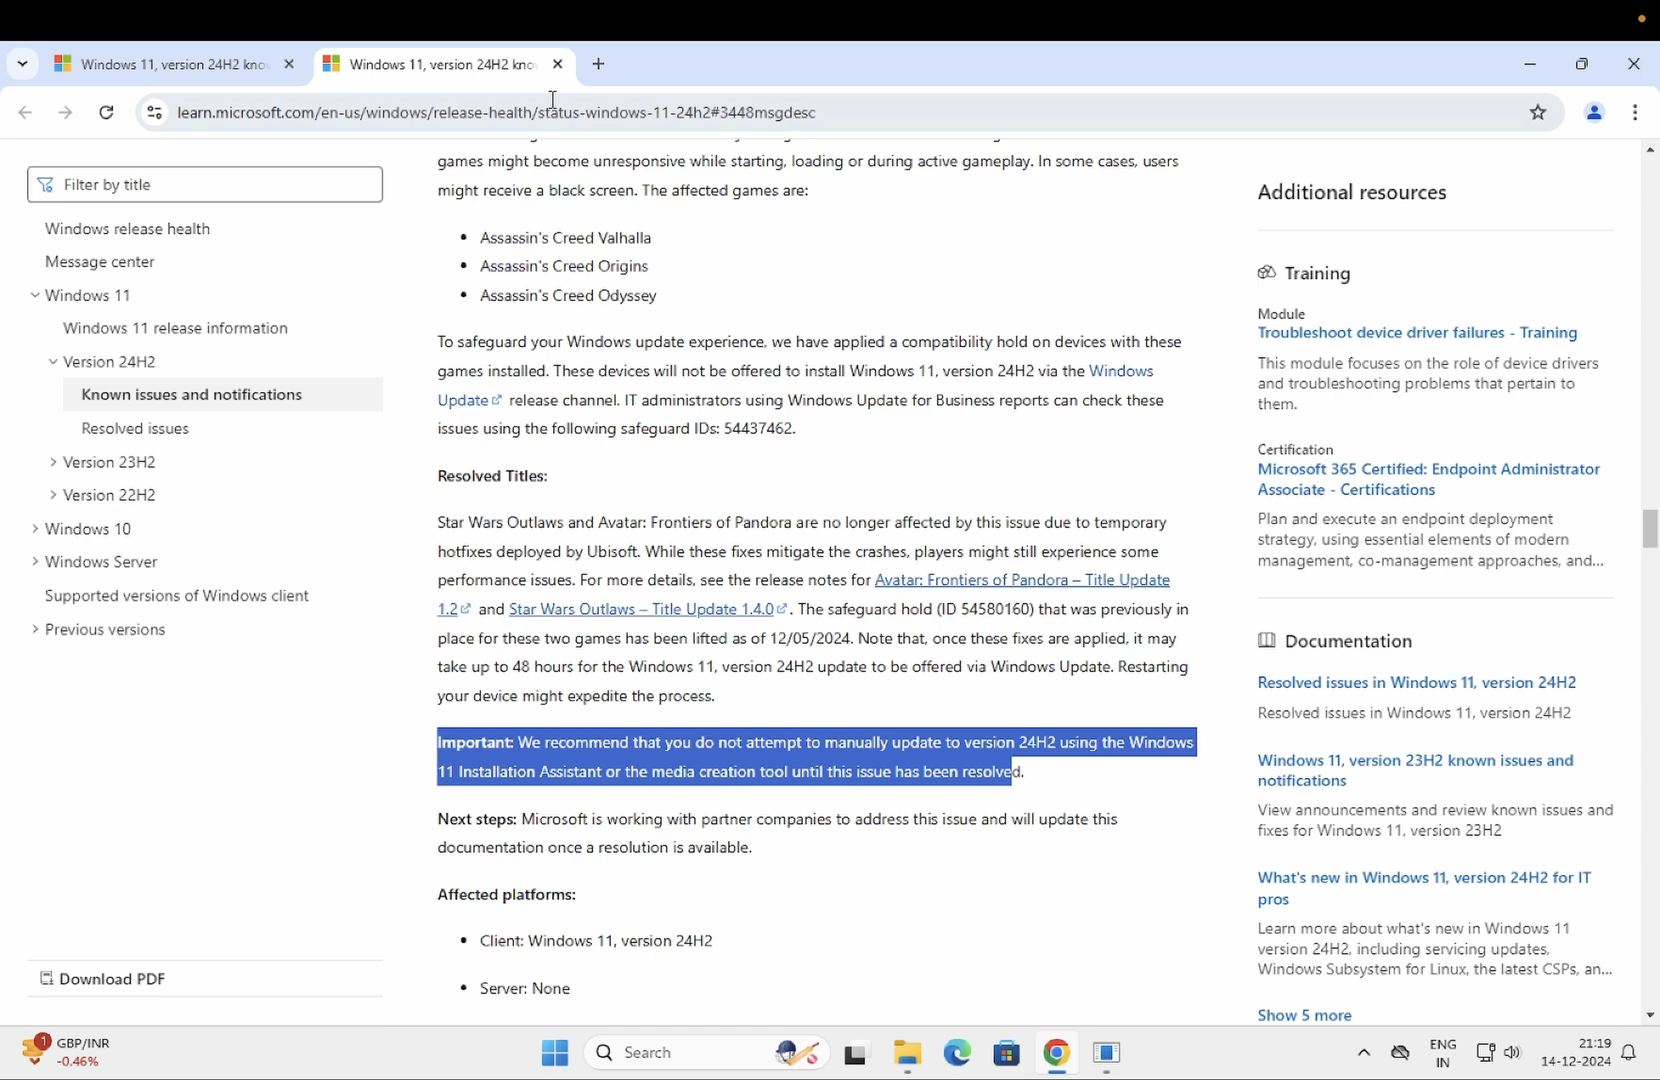 Windows 11, version 24H2 kno
Windows 11, version 24H2 kno
learn.microsoft.com/en-us/windows/release-health/status-windows-11-24h2#3448msgdesc
Filter by title
Windows release health
Message center
Windows 11
Windows 11 release information
Version 24H2
Known issues and notifications
Resolved issues
Version 23H2
Version 22H2
Windows 10
Windows Server
Supported versions of Windows client
Previous versions
Download PDF
games might become unresponsive while starting, loading or during active gameplay. In some cases, users
might receive a black screen. The affected games are:
• Assassin's Creed Valhalla
• Assassin's Creed Origins
• Assassin's Creed Odyssey
To safeguard your Windows update experience, we have applied a compatibility hold on devices with these
games installed. These devices will not be offered to install Windows 11, version 24H2 via the Windows
Update release channel. IT administrators using Windows Update for Business reports can check these
issues using the following safeguard IDs: 54437462.
Resolved Titles:
Star Wars Outlaws and Avatar: Frontiers of Pandora are no longer affected by this issue due to temporary
hotfixes deployed by Ubisoft. While these fixes mitigate the crashes, players might still experience some
performance issues. For more details, see the release notes for Avatar: Frontiers of Pandora – Title Update
1.2 and Star Wars Outlaws – Title Update 1.4.0. The safeguard hold (ID 54580160) that was previously in
place for these two games has been lifted as of 12/05/2024. Note that, once these fixes are applied, it may
take up to 48 hours for the Windows 11, version 24H2 update to be offered via Windows Update. Restarting
your device might expedite the process.
Important: We recommend that you do not attempt to manually update to version 24H2 using the Windows
11 Installation Assistant or the media creation tool until this issue has been resolved.
Next steps: Microsoft is working with partner companies to address this issue and will update this
documentation once a resolution is available.
Affected platforms:
• Client: Windows 11, version 24H2
• Server: None
Additional resources
Training
Module
Troubleshoot device driver failures - Training
This module focuses on the role of device drivers
and troubleshooting problems that pertain to
them.
Certification
Microsoft 365 Certified: Endpoint Administrator
Associate - Certifications
Plan and execute an endpoint deployment
strategy, using essential elements of modern
management, co-management approaches, and...
Documentation
Resolved issues in Windows 11, version 24H2
Resolved issues in Windows 11, version 24H2
Windows 11, version 23H2 known issues and
notifications
View announcements and review known issues and
fixes for Windows 11, version 23H2
What's new in Windows 11, version 24H2 for IT
pros
Learn more about what's new in Windows 11
version 24H2, including servicing updates,
Windows Subsystem for Linux, the latest CSPs, an...
Show 5 more
1
GBP/INR
-0.46%
Search
ENG
IN
21:19
14-12-2024